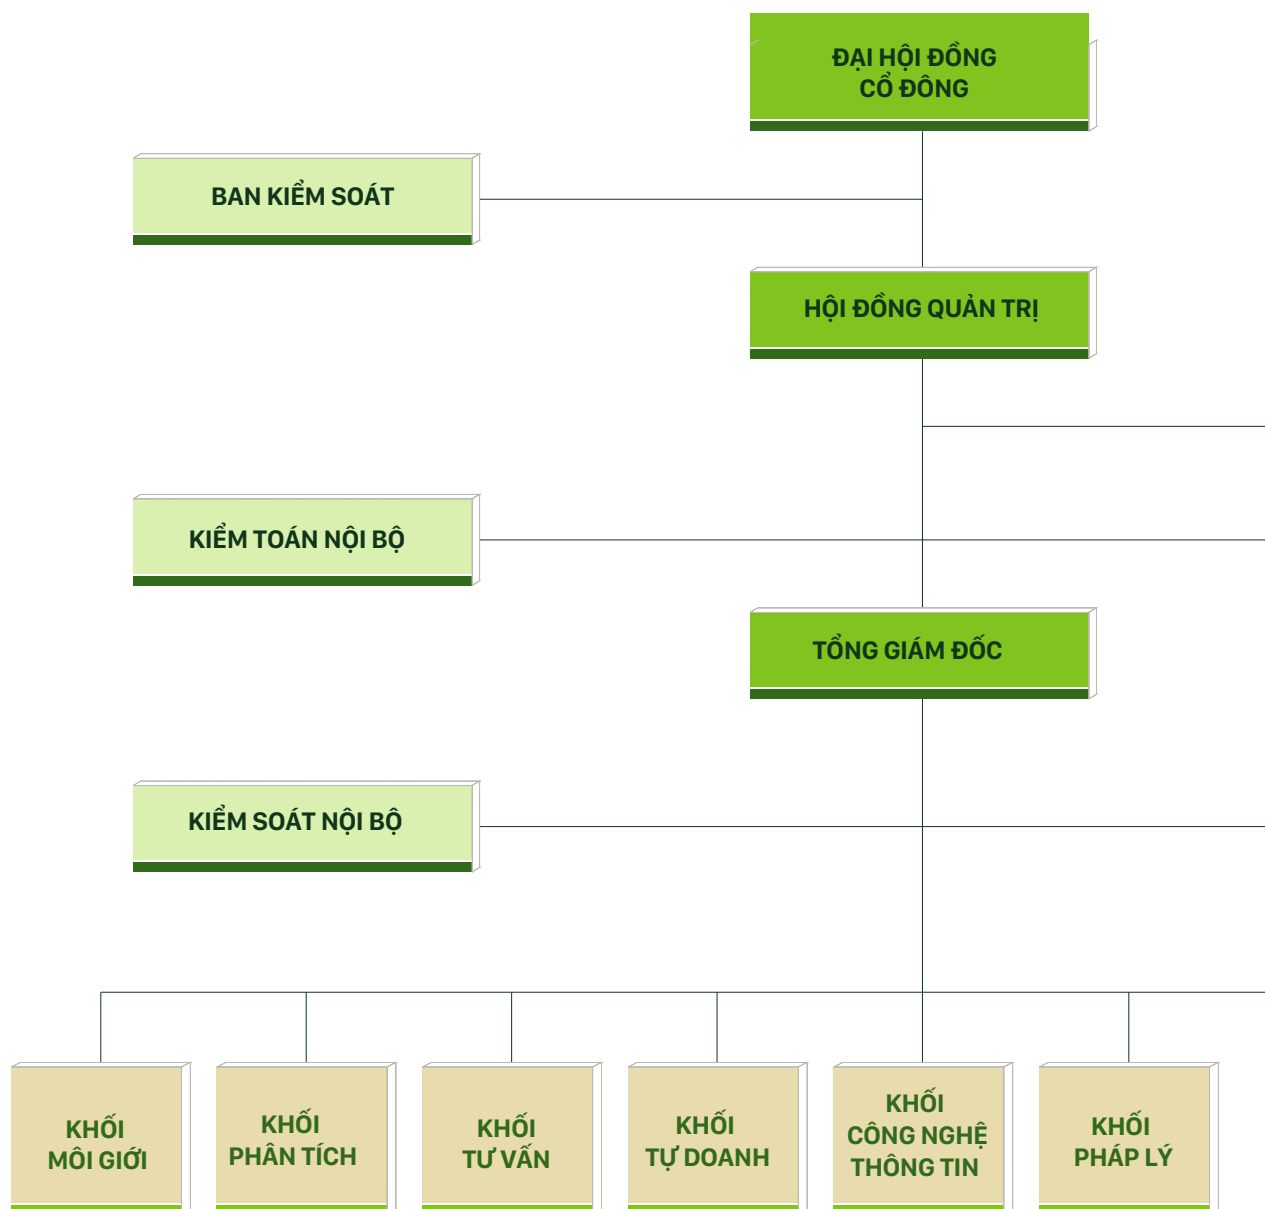 ĐẠI HỘI ĐỒNG
CỔ ĐÔNG
BAN KIỂM SOÁT
HỘI ĐỒNG QUẢN TRỊ
KIỂM TOÁN NỘI BỘ
TỔNG GIÁM ĐỐC
KIỂM SOÁT NỘI BỘ
KHỐI
MÔI GIỚI
KHỐI
PHÂN TÍCH
KHỐI
TƯ VẤN
KHỐI
TỰ DOANH
KHỐI
CÔNG NGHỆ
THÔNG TIN
KHỐI
PHÁP LÝ